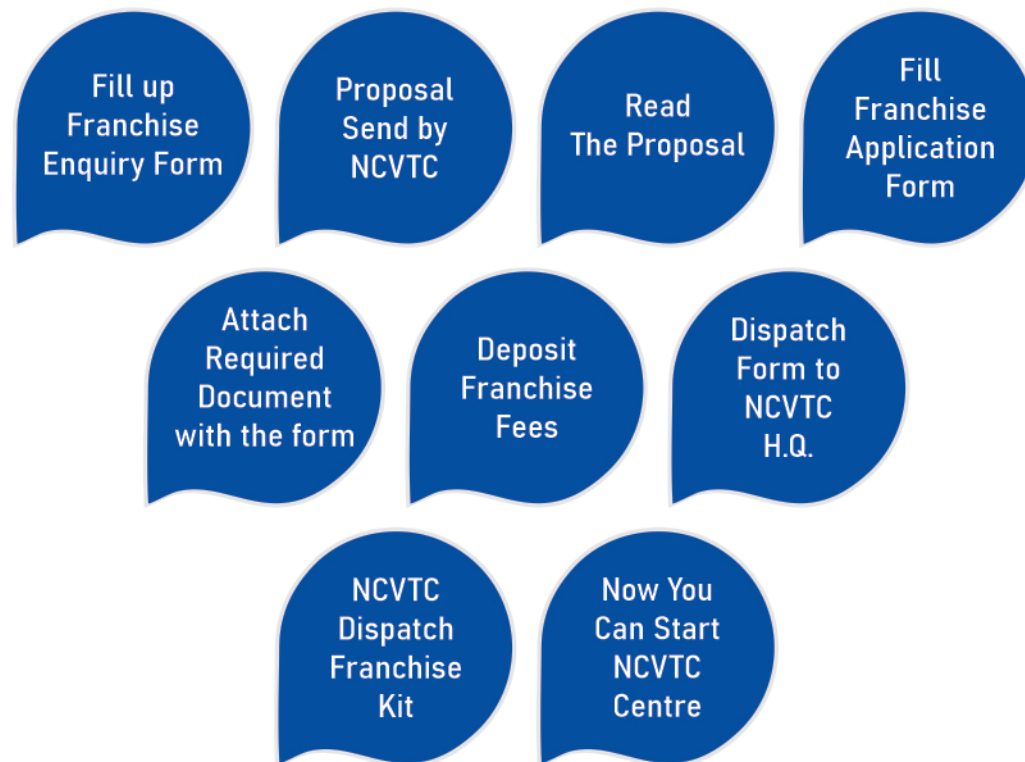 Fill up
Franchise
Enquiry Form
Proposal
Send by
NCVTC
Read
The Proposal
Fill
Franchise
Application
Form
Attach
Required
Document
with the form
Deposit
Franchise
Fees
Dispatch
Form to
NCVTC
H.Q.
NCVTC
Dispatch
Franchise
Kit
Now You
Can Start
NCVTC
Centre